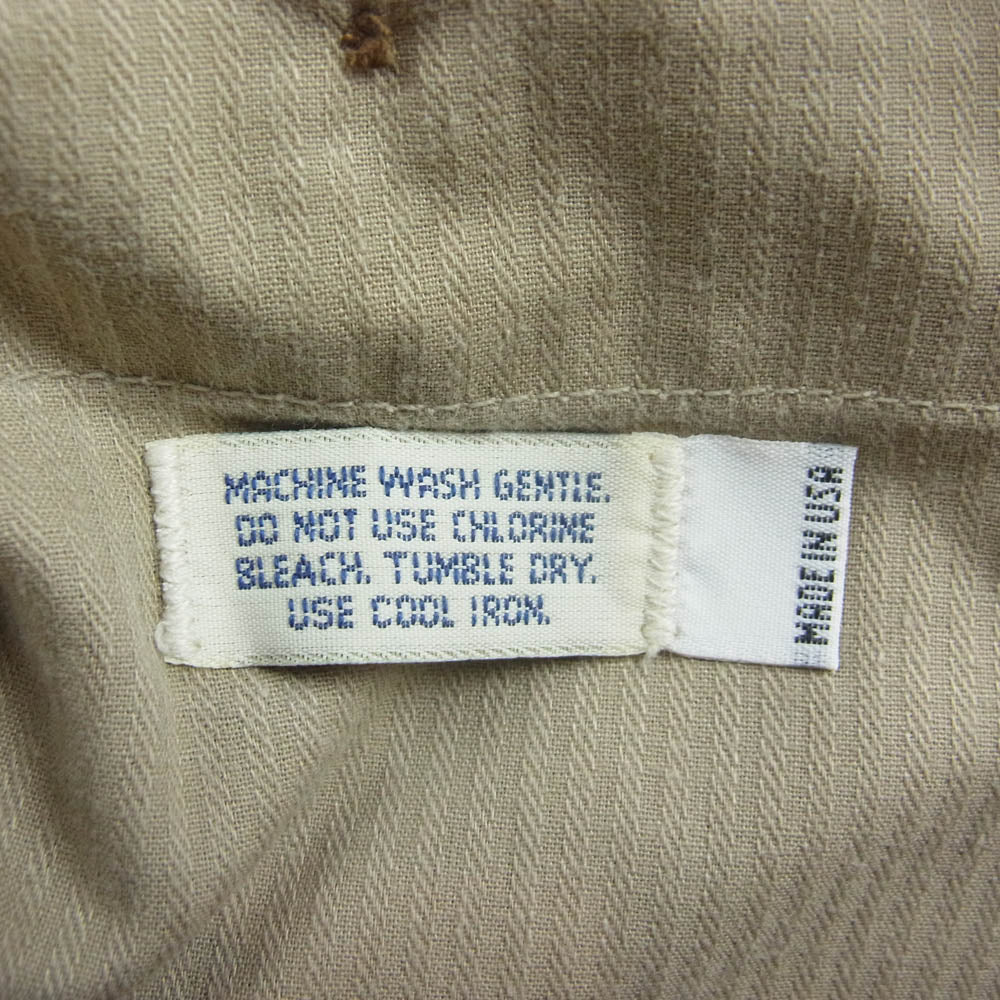 MACHINE WASH GENTLE.
DO NOT USE CHLORINE
BLEACH. TUMBLE DRY.
USE COOL IRON.
MADE IN USA